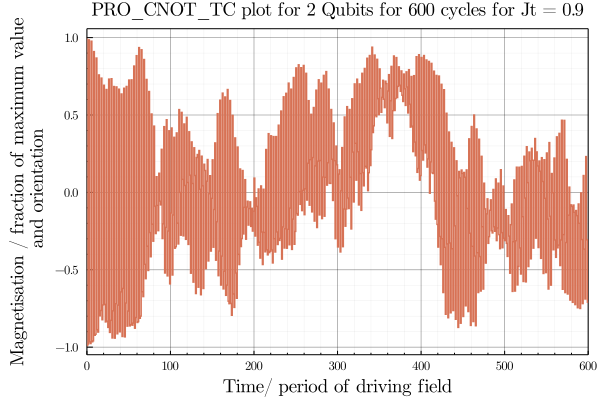 PRO_CNOT_TC plot for 2 Qubits for 600 cycles for Jt = 0.9
Magnetisation / fraction of maximum value
and orientation
1.0
0.5
0.0
−0.5
−1.0
0 100 200 300 400 500 600
Time/ period of driving field